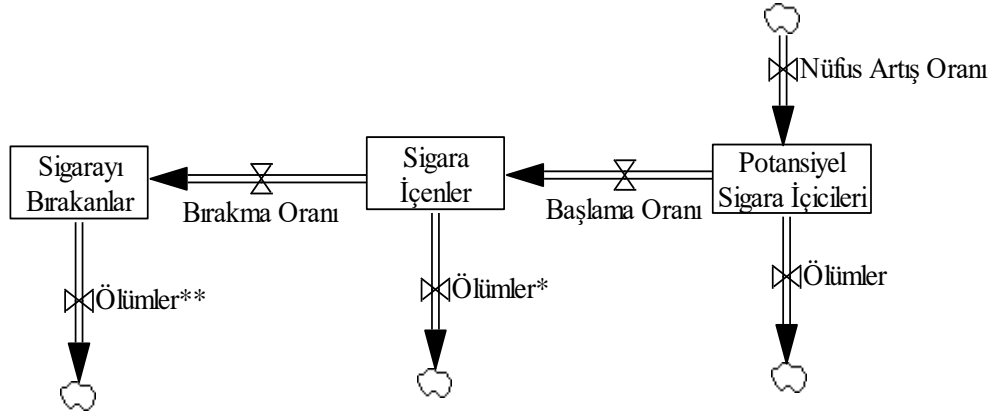 Nüfus Artış Oranı
Sigarayı
Bırakanlar
Bırakma Oranı
Sigara
İçenler
Başlama Oranı
Potansiyel
Sigara İçicileri
Ölümler**
Ölümler*
Ölümler